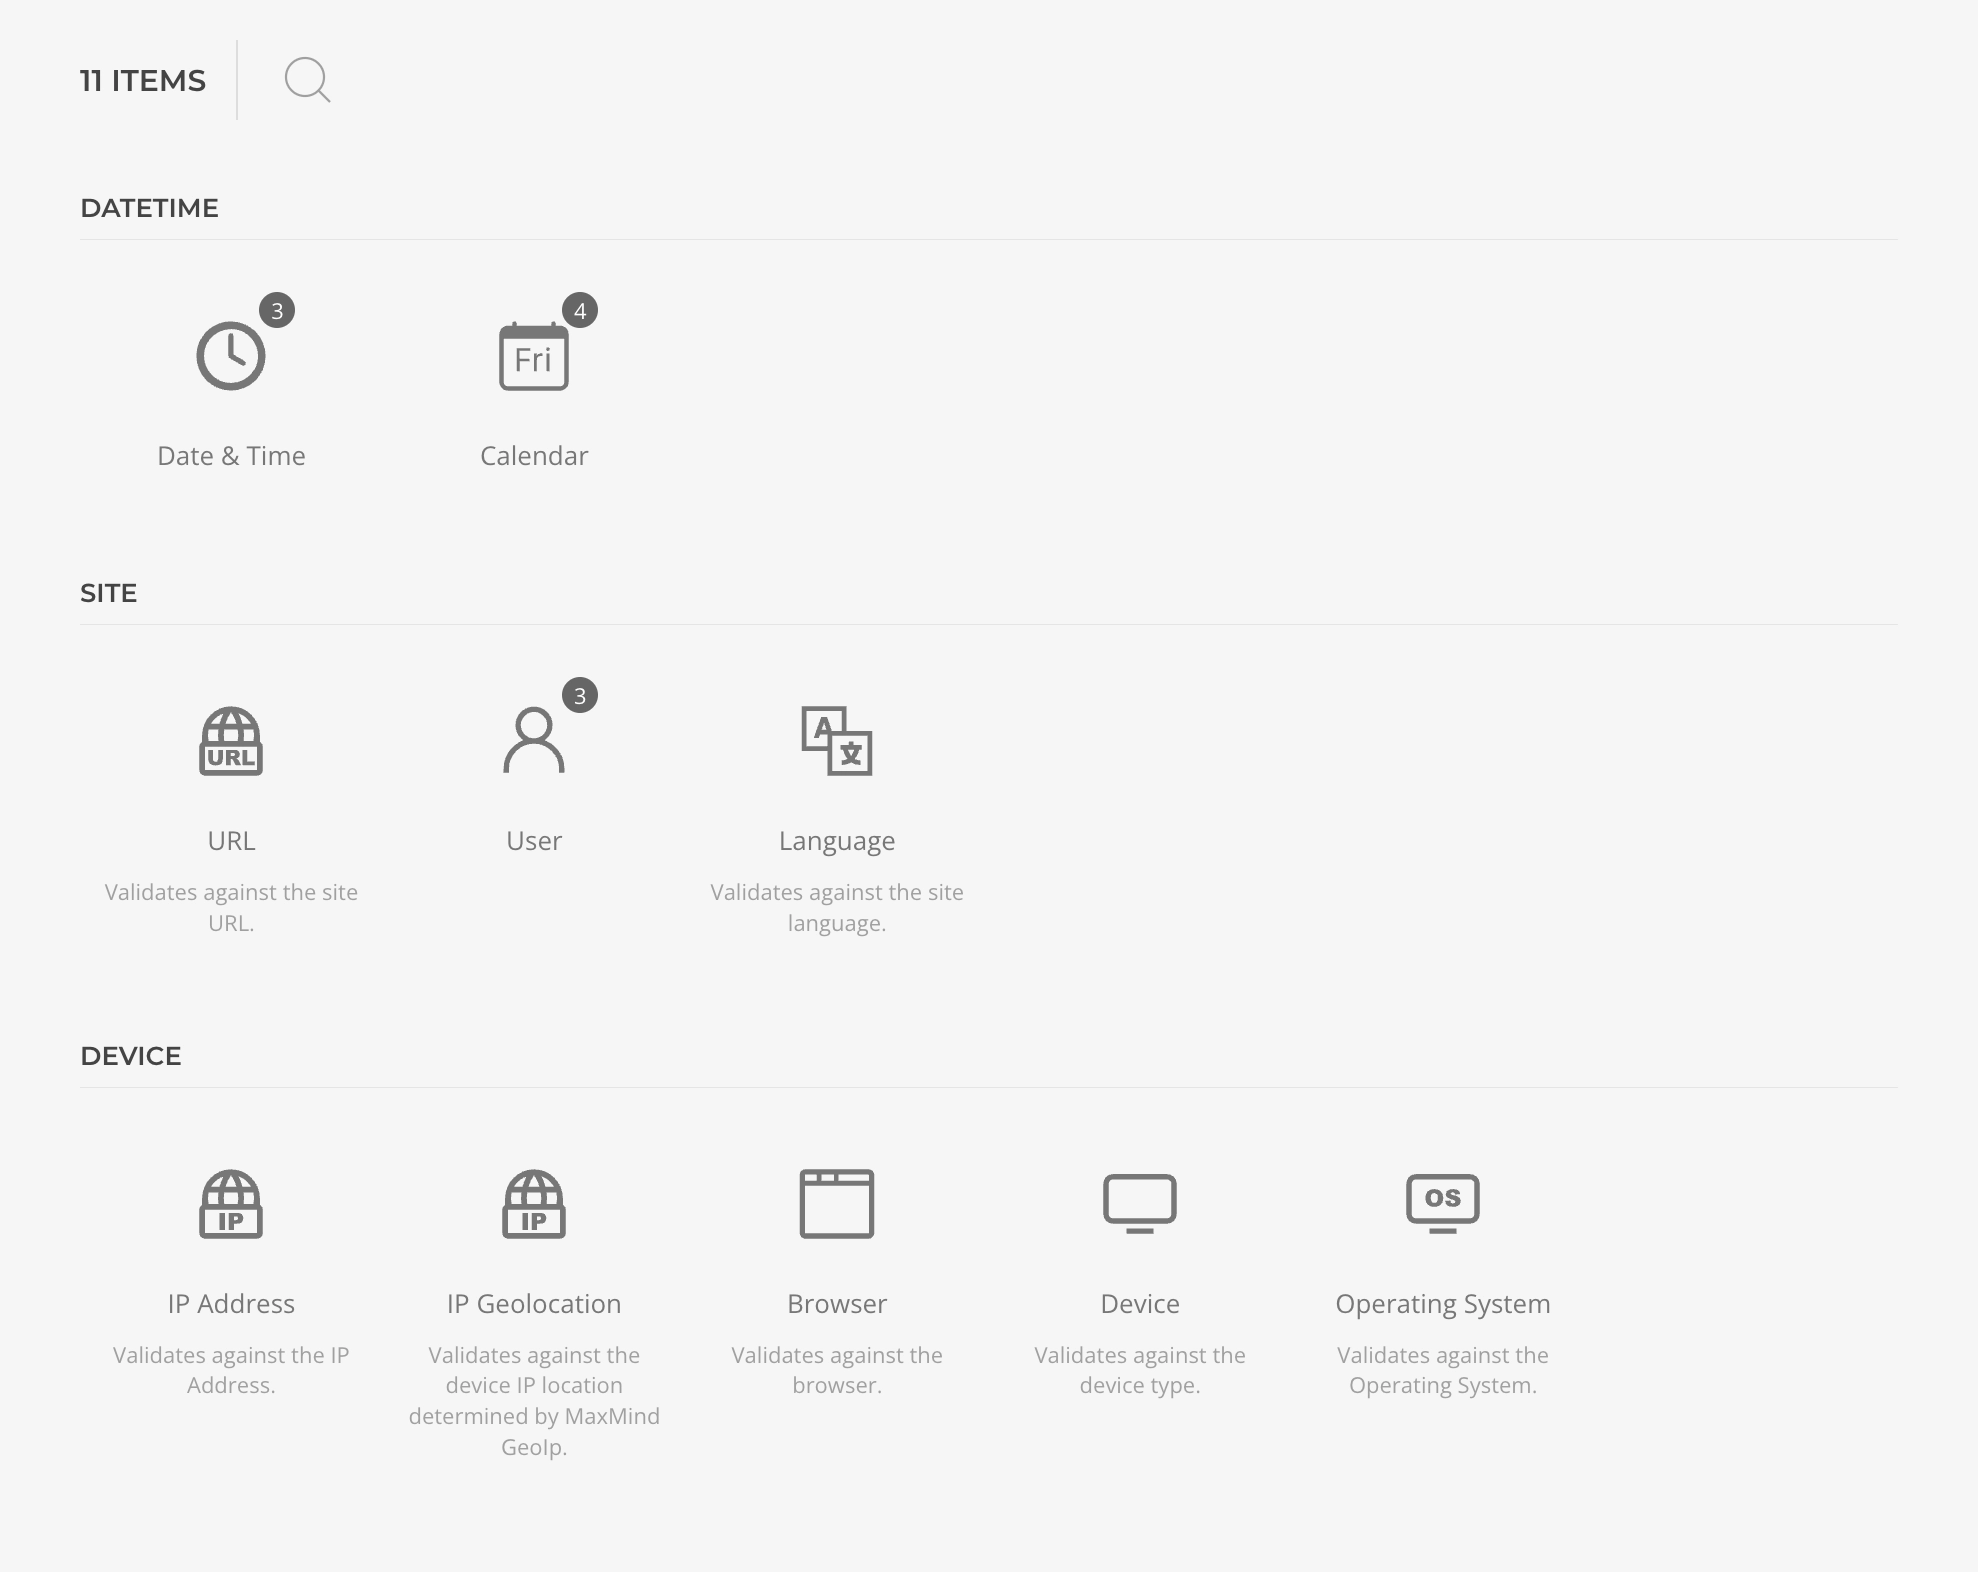 11 ITEMS
DATETIME
3
4
Fri
Date & Time
Calendar
SITE
3
URL
A
文
URL
User
Language
Validates against the site
URL.
Validates against the site
language.
DEVICE
IP
IP
OS
IP Address
IP Geolocation
Browser
Device
Operating System
Validates against the IP
Address.
Validates against the
device IP location
determined by MaxMind
GeoIp.
Validates against the
browser.
Validates against the
device type.
Validates against the
Operating System.